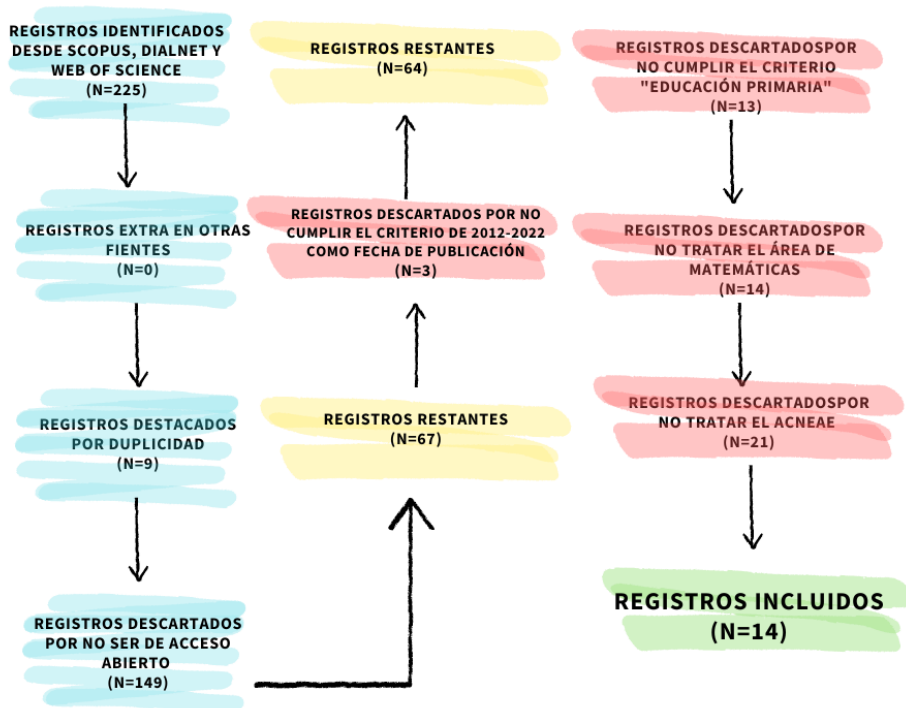 REGISTROS IDENTIFICADOS
DESDE SCOPUS, DIALNET Y
WEB OF SCIENCE
(N=225)
REGISTROS EXTRA EN OTRAS
FIENTES
(N=0)
REGISTROS DESTACADOS
POR DUPLICIDAD
(N=9)
REGISTROS DESCARTADOS
POR NO SER DE ACCESO
ABIERTO
(N=149)
REGISTROS RESTANTES
(N=67)
REGISTROS DESCARTADOS POR NO
CUMPLIR EL CRITERIO DE 2012-2022
COMO FECHA DE PUBLICACIÓN
(N=3)
REGISTROS RESTANTES
(N=64)
REGISTROS DESCARTADOSPOR
NO CUMPLIR EL CRITERIO
"EDUCACIÓN PRIMARIA"
(N=13)
REGISTROS DESCARTADOSPOR
NO TRATAR EL ÁREA DE
MATEMÁTICAS
(N=14)
REGISTROS DESCARTADOSPOR
NO TRATAR EL ACNEAE
(N=21)
REGISTROS INCLUIDOS
(N=14)